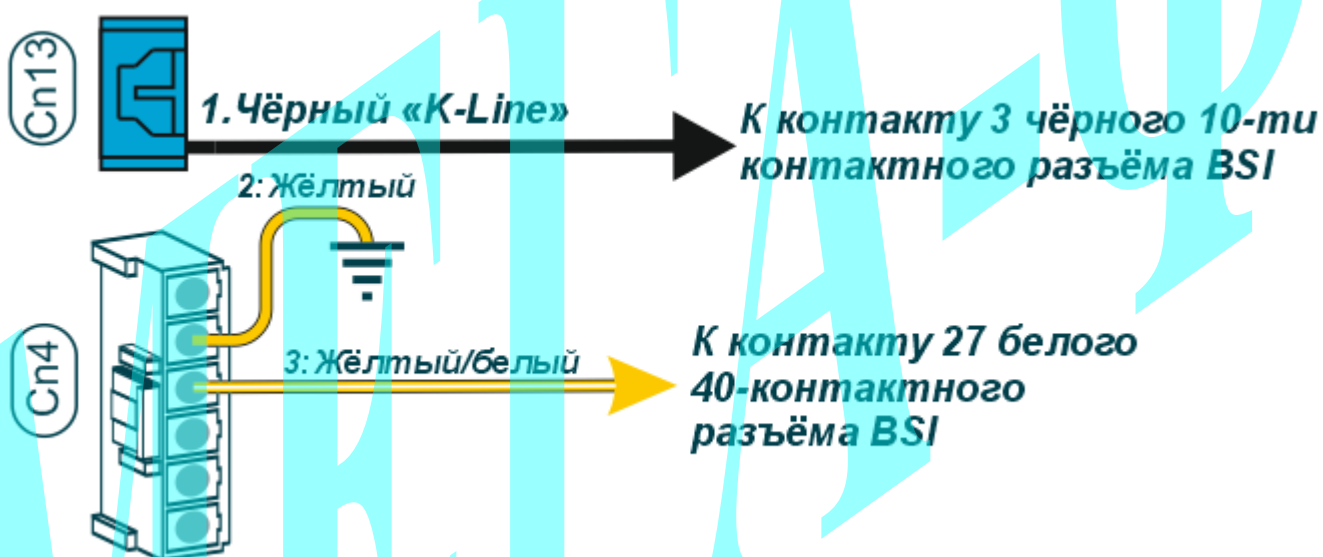 Cn13
1.Чёрный «K-Line»
К контакту 3 чёрного 10-ти
контактного разъёма BSI
2:Жёлтый
Cn4
3:Жёлтый/белый
К контакту 27 белого
40-контактного
разъёма BSI
МЕГА-Ф